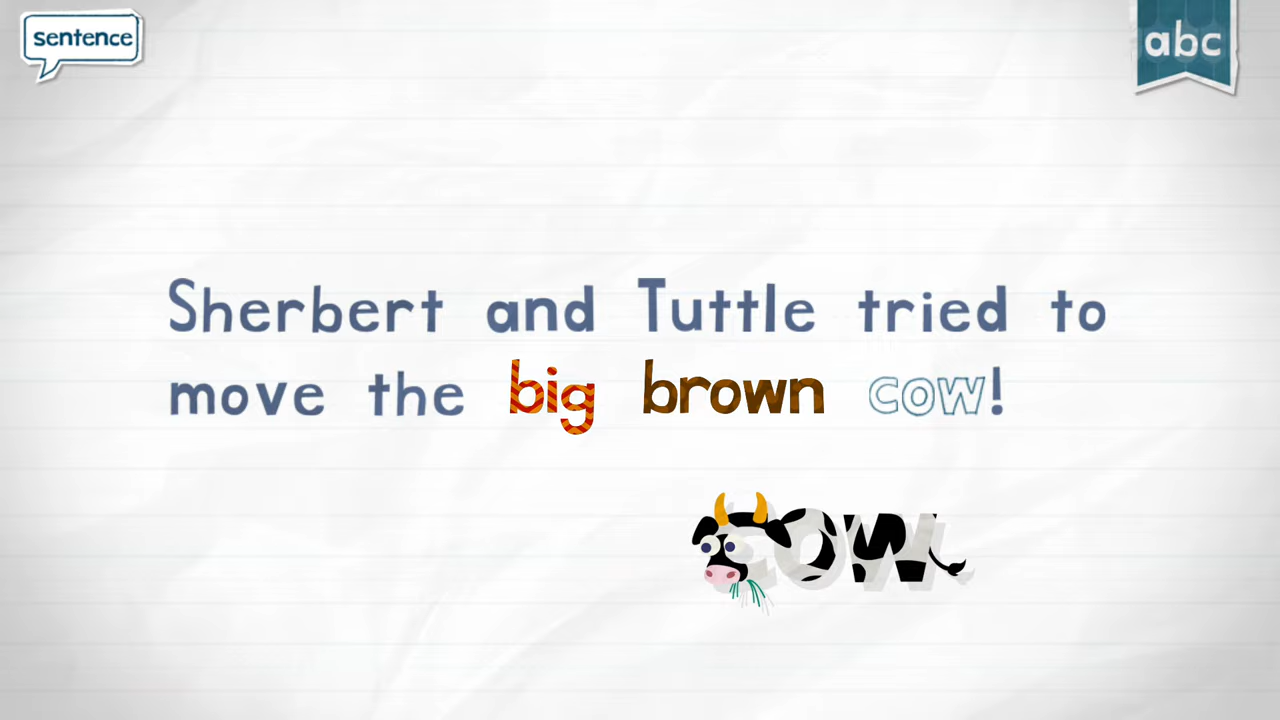 sentence
abc
Sherbert and Tuttle tried to
move the big brown cow!
cow